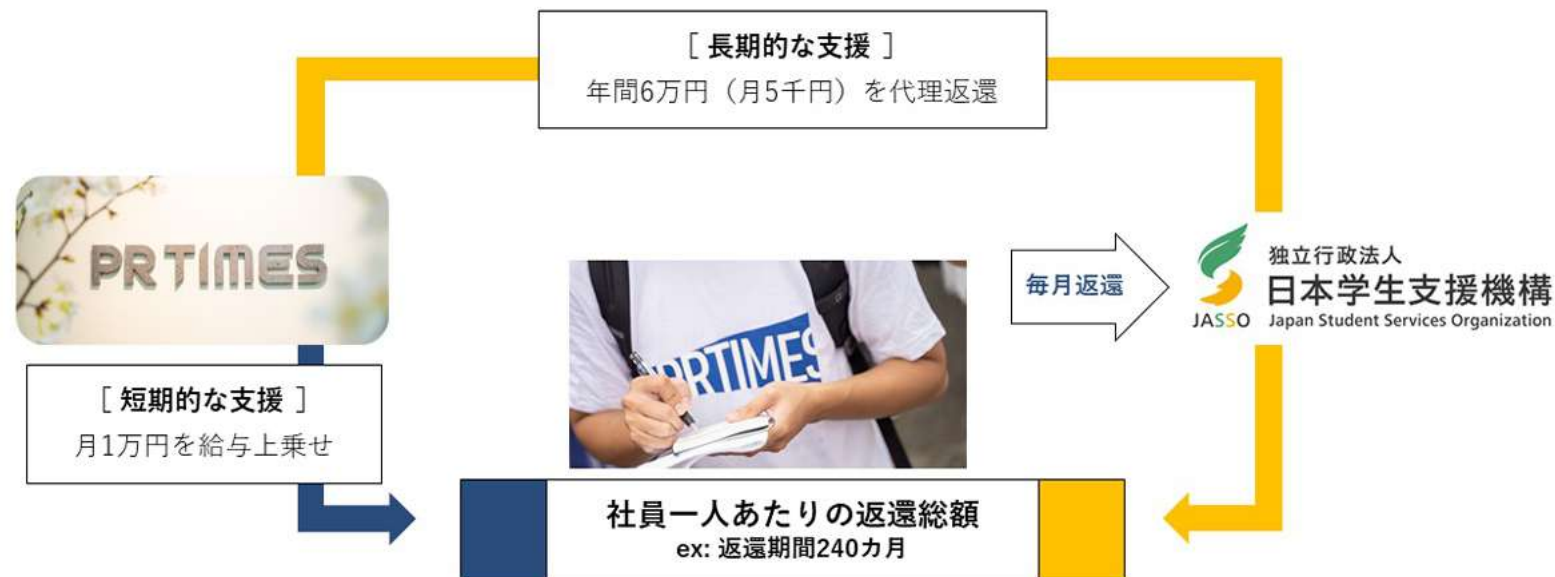 ［ 長期的な支援 ］
年間6万円（月5千円）を代理返還
PR TIMES
［ 短期的な支援 ］
月1万円を給与上乗せ
PRTIMES
毎月返還
独立行政法人
日本学生支援機構
JASSO Japan Student Services Organization
社員一人あたりの返還総額
ex: 返還期間240カ月